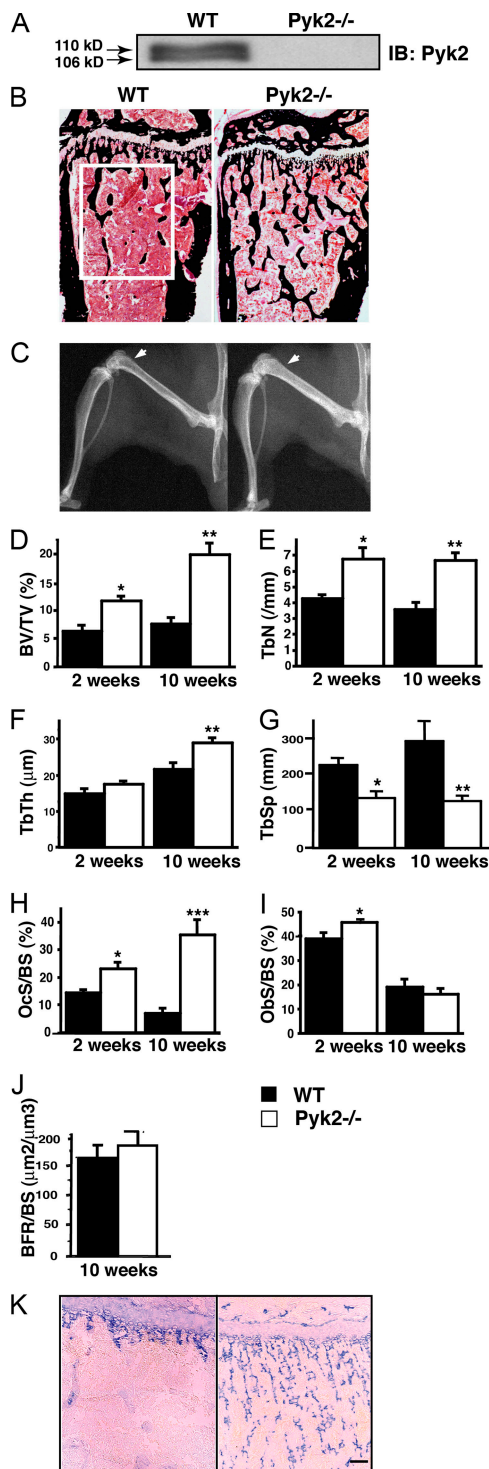 A
WT Pyk2-/-
110 kD
106 kD
IB: Pyk2
B
WT Pyk2-/-
C
D
BV/TV (%)
20
15
10
5
0
* **
2 weeks 10 weeks
E
TbN (/mm)
7
6
5
4
3
2
1
0
* **
2 weeks 10 weeks
F
TbTh (µm)
30
20
10
0
**
2 weeks 10 weeks
G
TbSp (mm)
300
200
100
0
* **
2 weeks 10 weeks
H
OcS/BS (%)
40
30
20
10
0
* ***
2 weeks 10 weeks
I
ObS/BS (%)
50
40
30
20
10
0
*
2 weeks 10 weeks
J
BFR/BS (µm2/µm3)
200
150
100
50
0
10 weeks
WT
Pyk2-/-
K